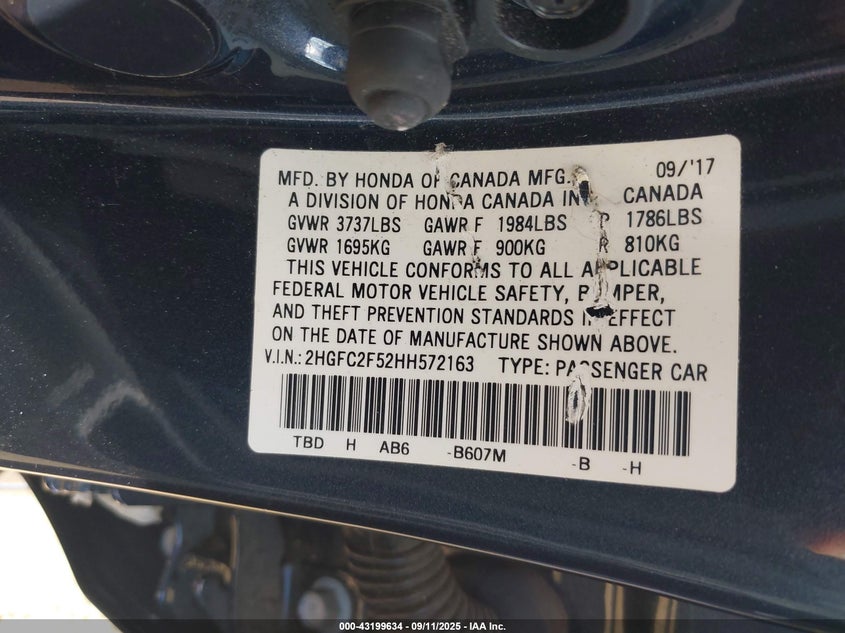 MFD. BY HONDA OF CANADA MFG. 09/'17
A DIVISION OF HONDA CANADA INC CANADA
GVWR 3737LBS GAWR F 1984LBS R 1786LBS
GVWR 1695KG GAWR F 900KG R 810KG
THIS VEHICLE CONFORMS TO ALL APPLICABLE
FEDERAL MOTOR VEHICLE SAFETY, BUMPER,
AND THEFT PREVENTION STANDARDS IN EFFECT
ON THE DATE OF MANUFACTURE SHOWN ABOVE.
V.I.N.: 2HGFC2F52HH572163 TYPE: PASSENGER CAR
TBD H AB6 -B607M -B -H
000-43199634 - 09/11/2025 - IAA Inc.